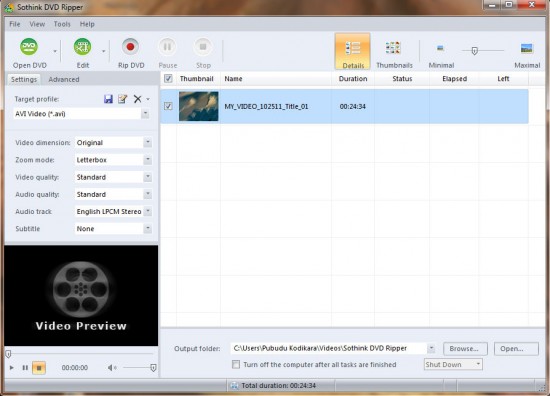 Sothink DVD Ripper
File View Tools Help
DVD
Open DVD Edit Rip DVD Pause Stop Details Thumbnails Minimal Maximal
Settings Advanced
Thumbnail Name Duration Status Elapsed Left
Target profile:
AVI Video (*.avi)
MY_VIDEO_102511_Title_01 00:24:34
Video dimension: Original
Zoom mode: Letterbox
Video quality: Standard
Audio quality: Standard
Audio track English LPCM Stereo
Subtitle None
Video Preview
00:00:00
Output folder: C:\Users\Pubudu Kodikara\Videos\Sothink DVD Ripper Browse... Open...
Turn off the computer after all tasks are finished Shut Down
Total duration: 00:24:34